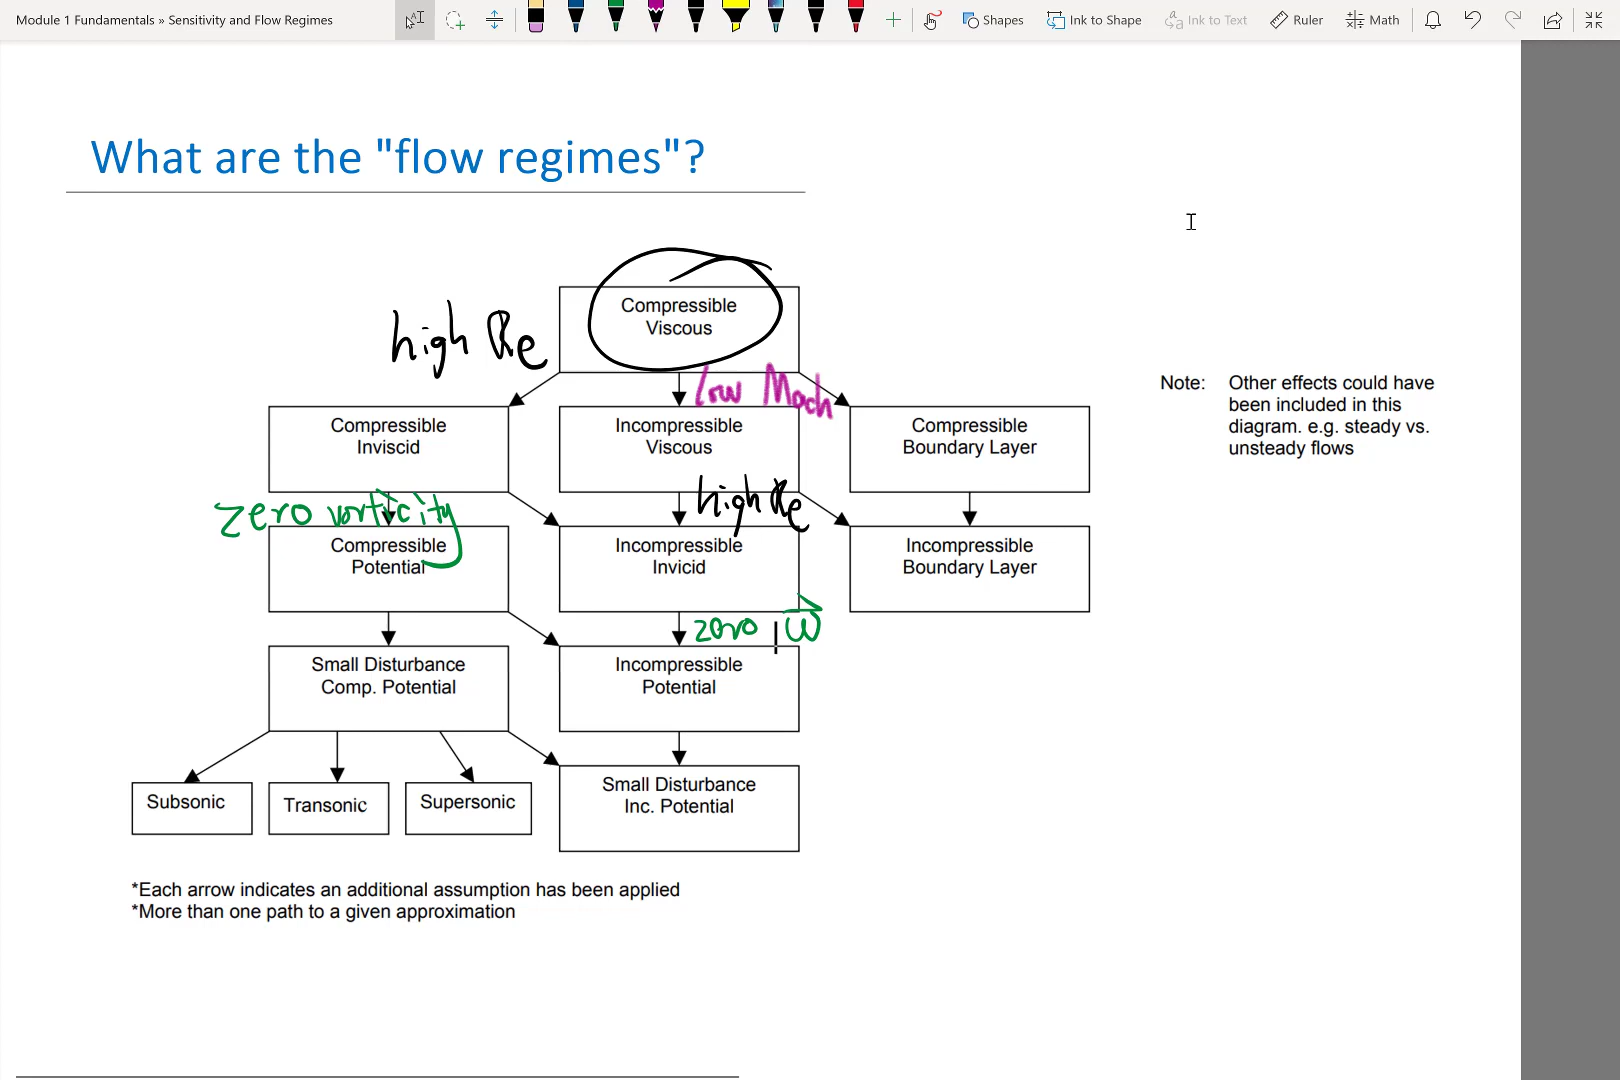 Module 1 Fundamentals » Sensitivity and Flow Regimes
Shapes
Ink to Shape
Ink to Text
Ruler
Math
What are the "flow regimes"?
Compressible
Viscous
high Re
low Mach
Compressible
Inviscid
Incompressible
Viscous
Compressible
Boundary Layer
Note: Other effects could have
been included in this
diagram. e.g. steady vs.
unsteady flows
zero vorticity
high Re
Compressible
Potential
Incompressible
Invicid
Incompressible
Boundary Layer
zero |ω⃗
Small Disturbance
Comp. Potential
Incompressible
Potential
Subsonic
Transonic
Supersonic
Small Disturbance
Inc. Potential
*Each arrow indicates an additional assumption has been applied
*More than one path to a given approximation